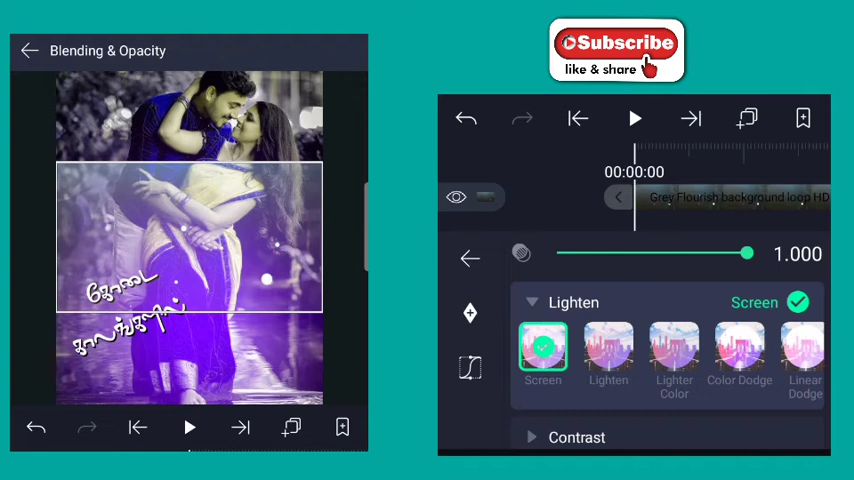 Blending & Opacity
கோடை
காலங்களில்
Subscribe
like & share
00:00:00
Grey Flourish background loop HD
1.000
Lighten
Screen
Screen
Lighten
Lighter
Color
Color Dodge
Linear
Dodge
Contrast